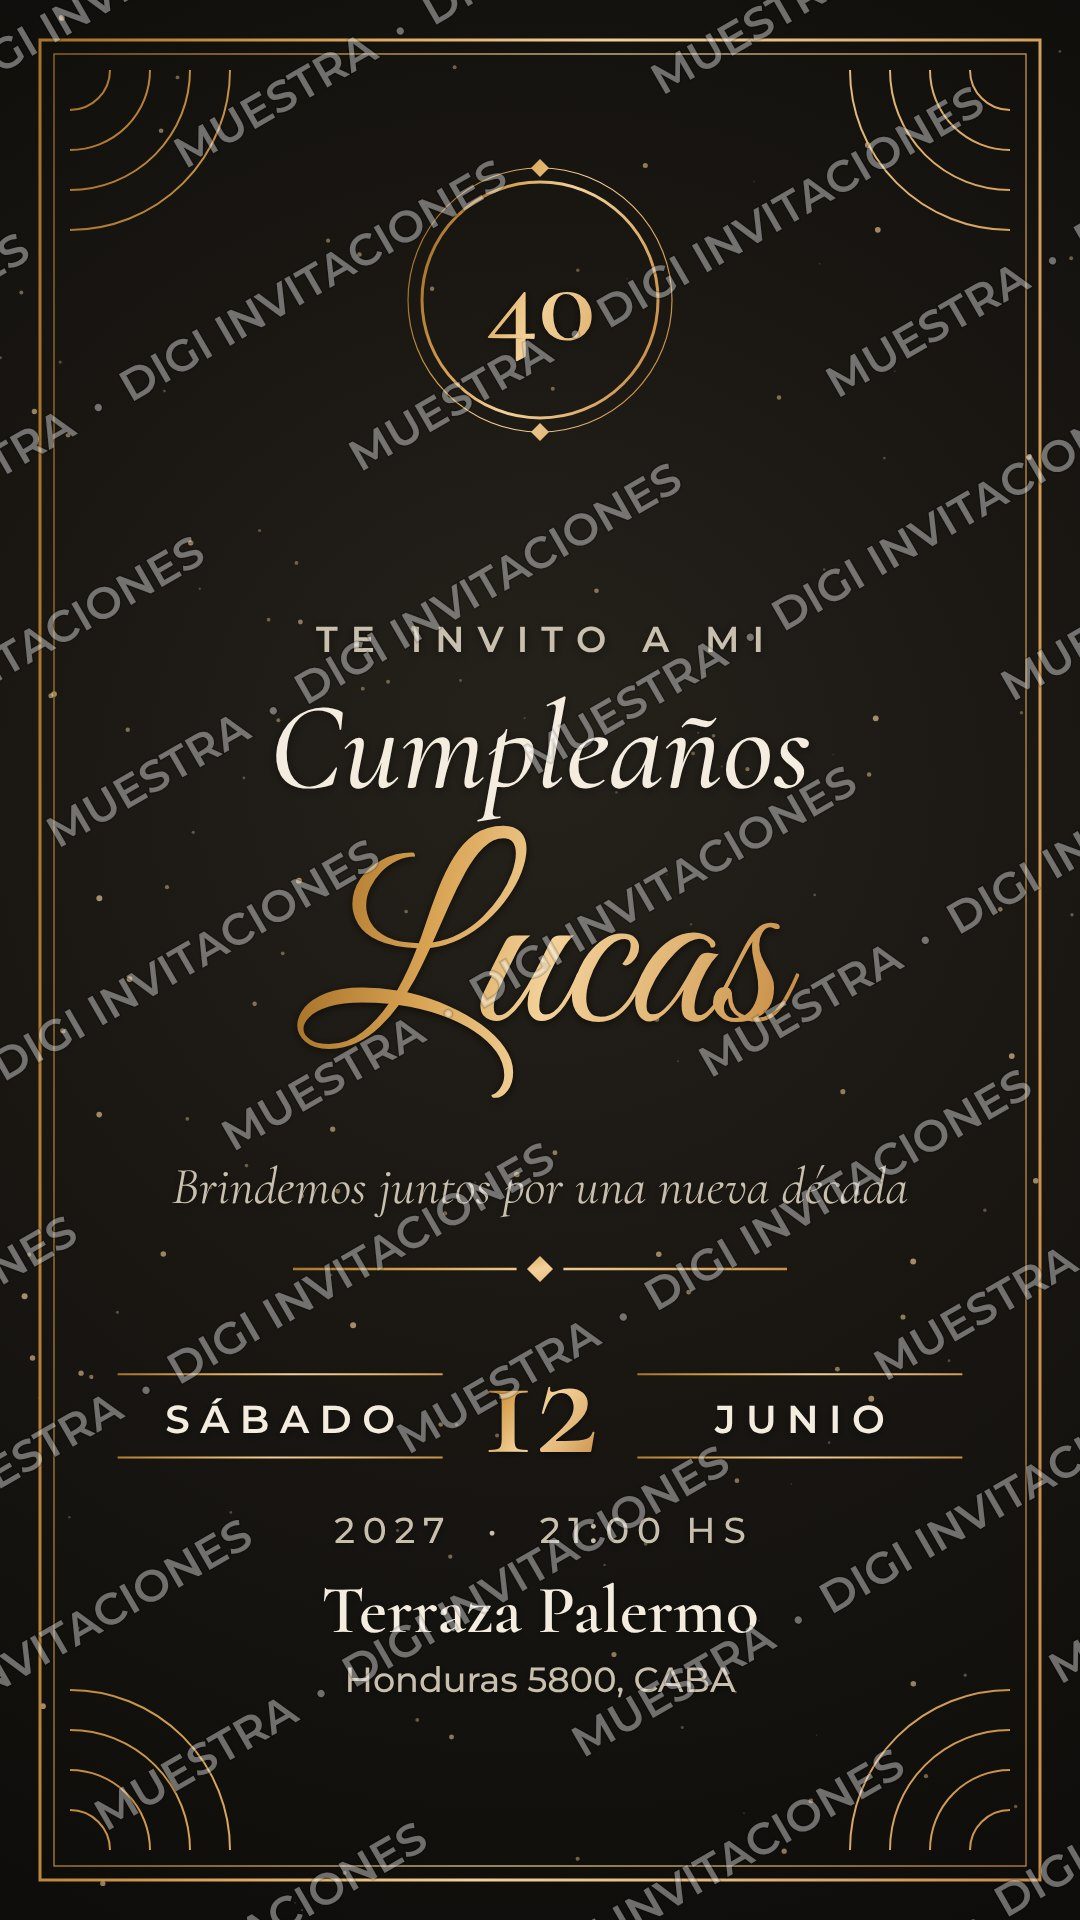 40
TE INVITO A MI
Cumpleaños
Lucas
Brindemos juntos por una nueva década
SÁBADO 12 JUNIO
2027 · 21:00 HS
Terraza Palermo
Honduras 5800, CABA
MUESTRA · DIGI INVITACIONES